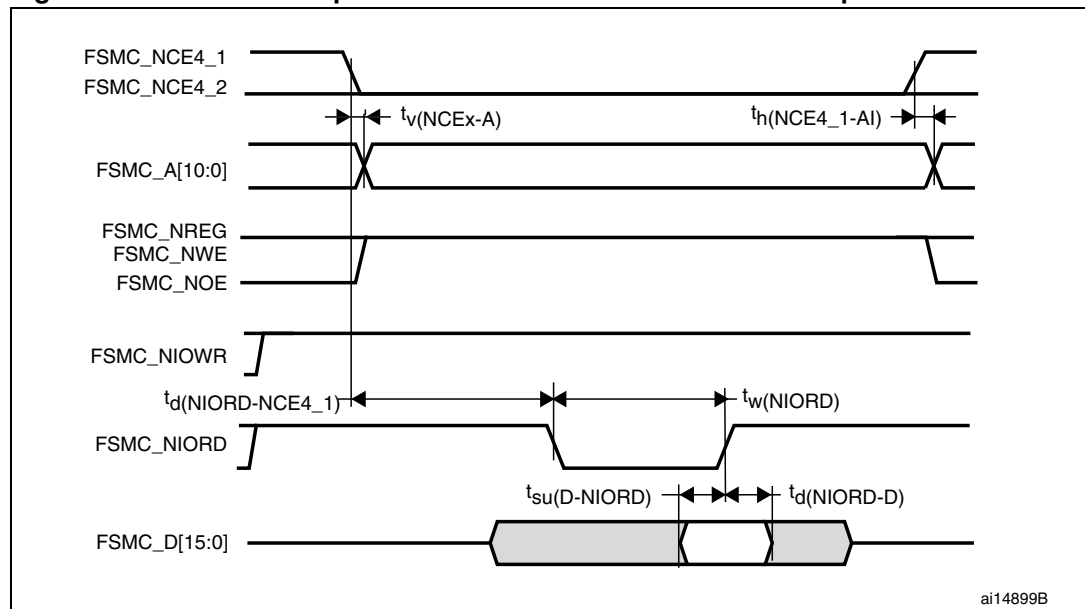 FSMC_NCE4_1
FSMC_NCE4_2
tv(NCEx-A)
th(NCE4_1-AI)
FSMC_A[10:0]
FSMC_NREG
FSMC_NWE
FSMC_NOE
FSMC_NIOWR
td(NIORD-NCE4_1)
tw(NIORD)
FSMC_NIORD
tsu(D-NIORD)
td(NIORD-D)
FSMC_D[15:0]
ai14899B